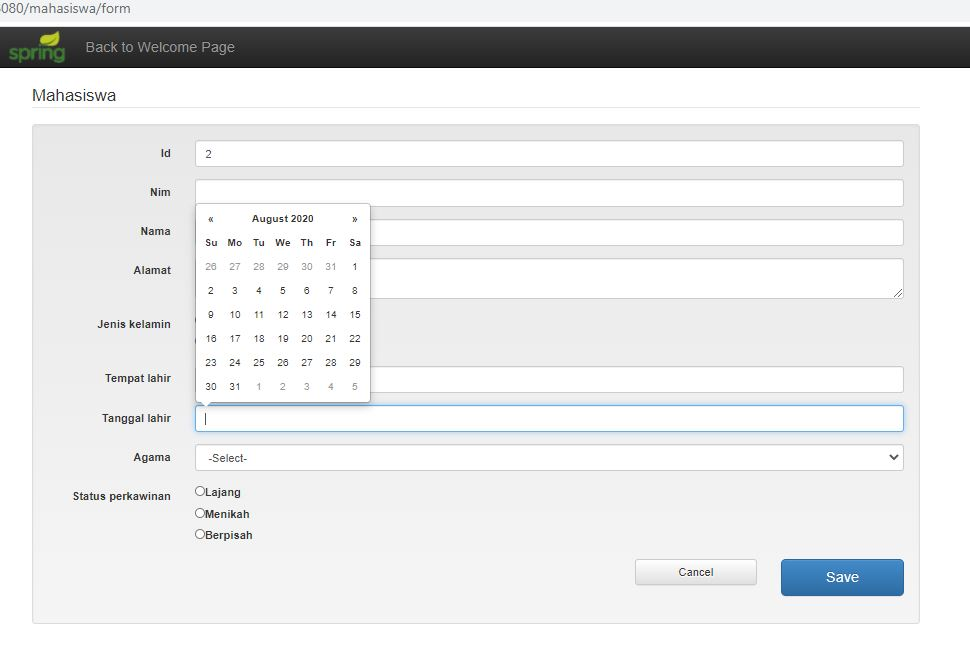 080/mahasiswa/form
spring Back to Welcome Page
Mahasiswa
Id 2
Nim
« August 2020 »
Nama
Su Mo Tu We Th Fr Sa
Alamat 26 27 28 29 30 31 1
2 3 4 5 6 7 8
9 10 11 12 13 14 15
Jenis kelamin
16 17 18 19 20 21 22
23 24 25 26 27 28 29
Tempat lahir
30 31 1 2 3 4 5
Tanggal lahir
Agama -Select-
Status perkawinan Lajang
Menikah
Berpisah
Cancel Save